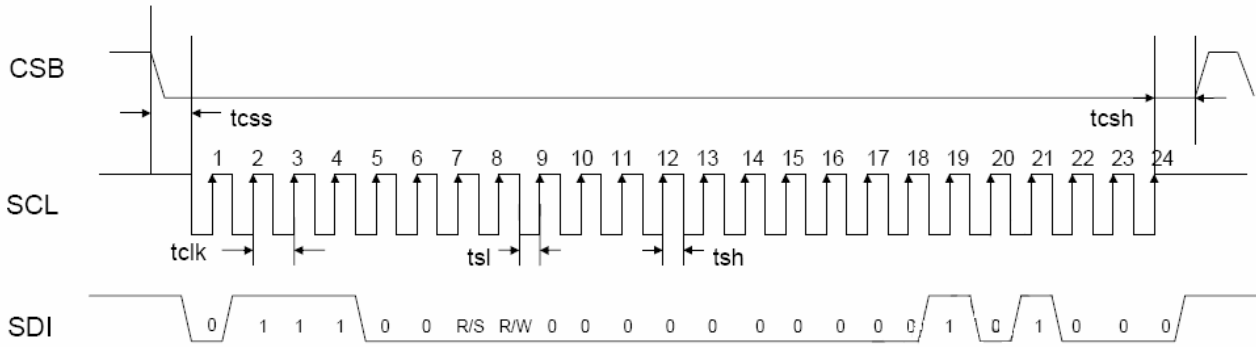 CSB
tcss
tcsh
1 2 3 4 5 6 7 8 9 10 11 12 13 14 15 16 17 18 19 20 21 22 23 24
SCL
tclk
tsl
tsh
SDI
0 1 1 1 0 0 R/S R/W 0 0 0 0 0 0 0 0 0 0 1 0 1 0 0 0